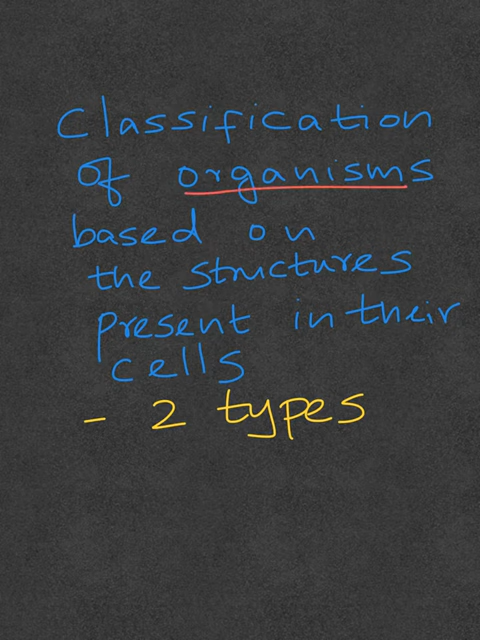 Classification
of organisms
based on
the structures
present in their
cells
- 2 types